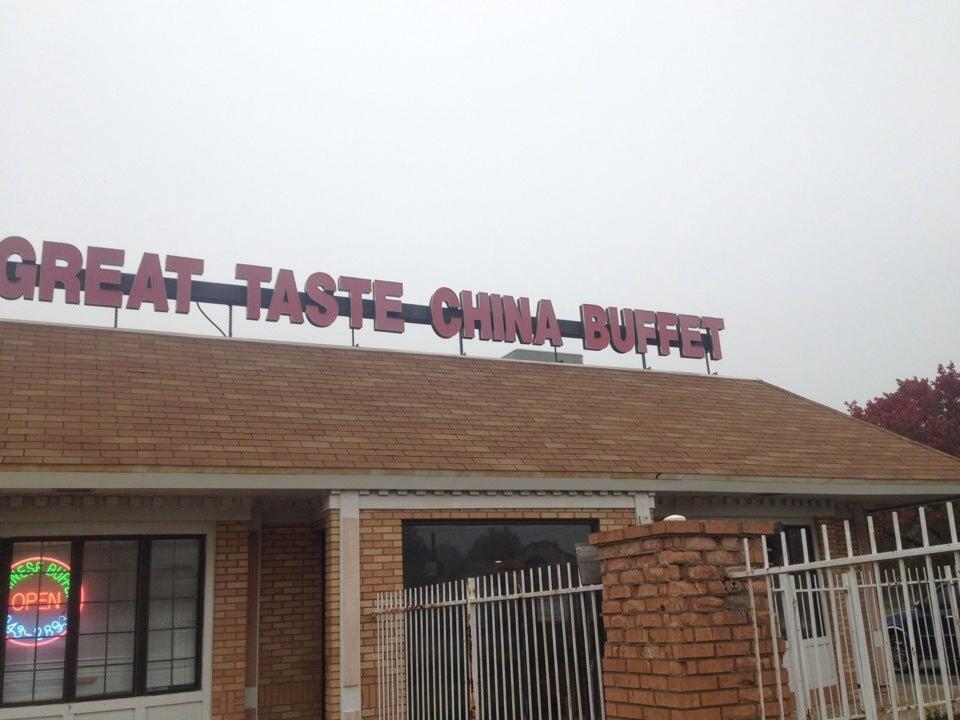 GREAT TASTE CHINA BUFFET
OPEN